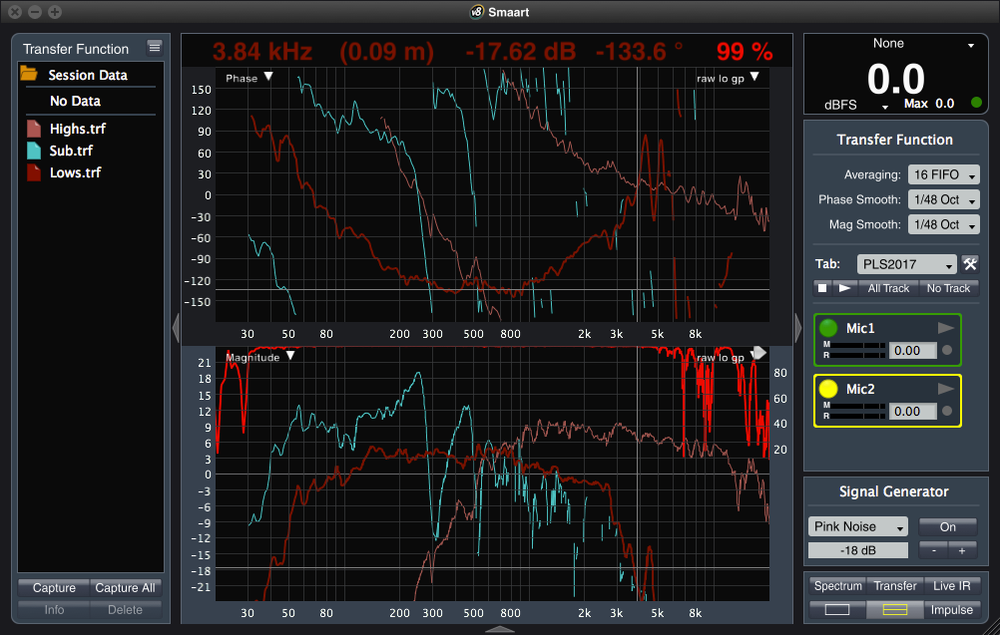 v8 Smaart
Transfer Function
Session Data
No Data
Highs.trf
Sub.trf
Lows.trf
Capture Capture All
Info Delete
3.84 kHz (0.09 m) -17.62 dB -133.6 ° 99 %
Phase raw lo gp
150
120
90
60
30
0
-30
-60
-90
-120
-150
30 50 80 200 300 500 800 2k 3k 5k 8k
Magnitude raw lo gp
21
18
15
12
9
6
3
0
-3
-6
-9
-12
-15
-18
-21
80
60
40
20
30 50 80 200 300 500 800 2k 3k 5k 8k
None
0.0
dBFS Max 0.0
Transfer Function
Averaging: 16 FIFO
Phase Smooth: 1/48 Oct
Mag Smooth: 1/48 Oct
Tab: PLS2017
All Track No Track
Mic1
M
R 0.00
Mic2
M
R 0.00
Signal Generator
Pink Noise On
-18 dB - +
Spectrum Transfer Live IR
Impulse